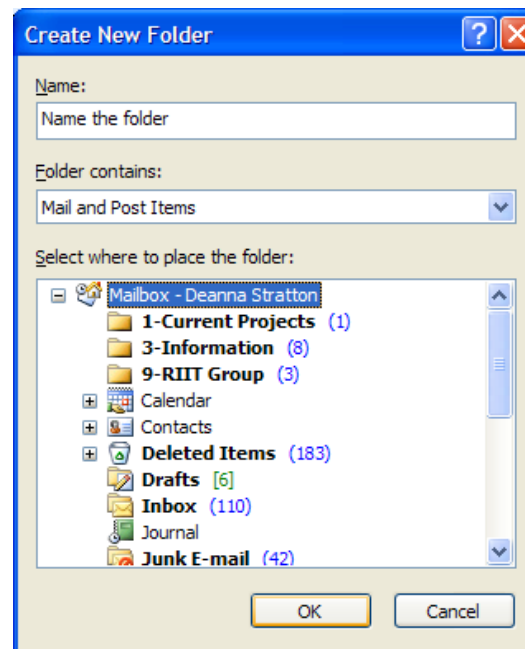 Create New Folder
Name:
Name the folder
Folder contains:
Mail and Post Items
Select where to place the folder:
Mailbox - Deanna Stratton
1-Current Projects (1)
3-Information (8)
9-RIIT Group (3)
Calendar
Contacts
Deleted Items (183)
Drafts [6]
Inbox (110)
Journal
Junk E-mail (42)
OK Cancel